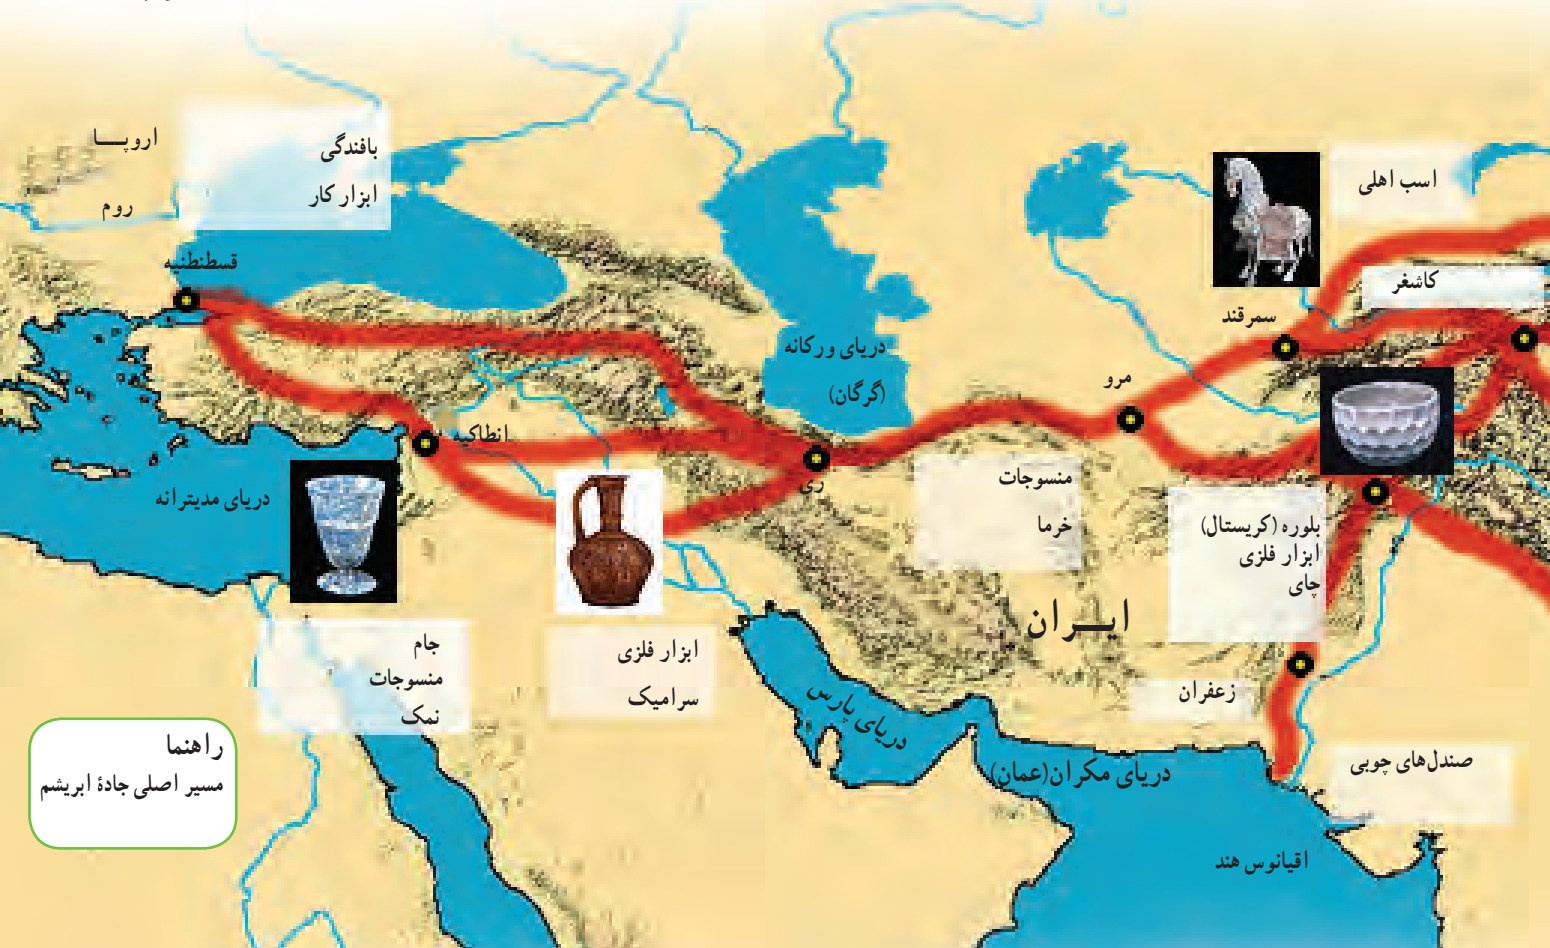 اروپـــا
روم
بافندگی
ابزار کار
قسطنطنیه
اسب اهلی
کاشغر
سمرقند
مرو
دریای ورکانه
(گرگان)
انطاکیه
ری
دریای مدیترانه
منسوجات
خرما
بلوره (کریستال)
ابزار فلزی
چای
ایـــران
زعفران
جام
منسوجات
نمک
ابزار فلزی
سرامیک
دریای پارس
دریای مکران(عمان)
صندل‌های چوبی
اقیانوس هند
راهنما
مسیر اصلی جادهٔ ابریشم